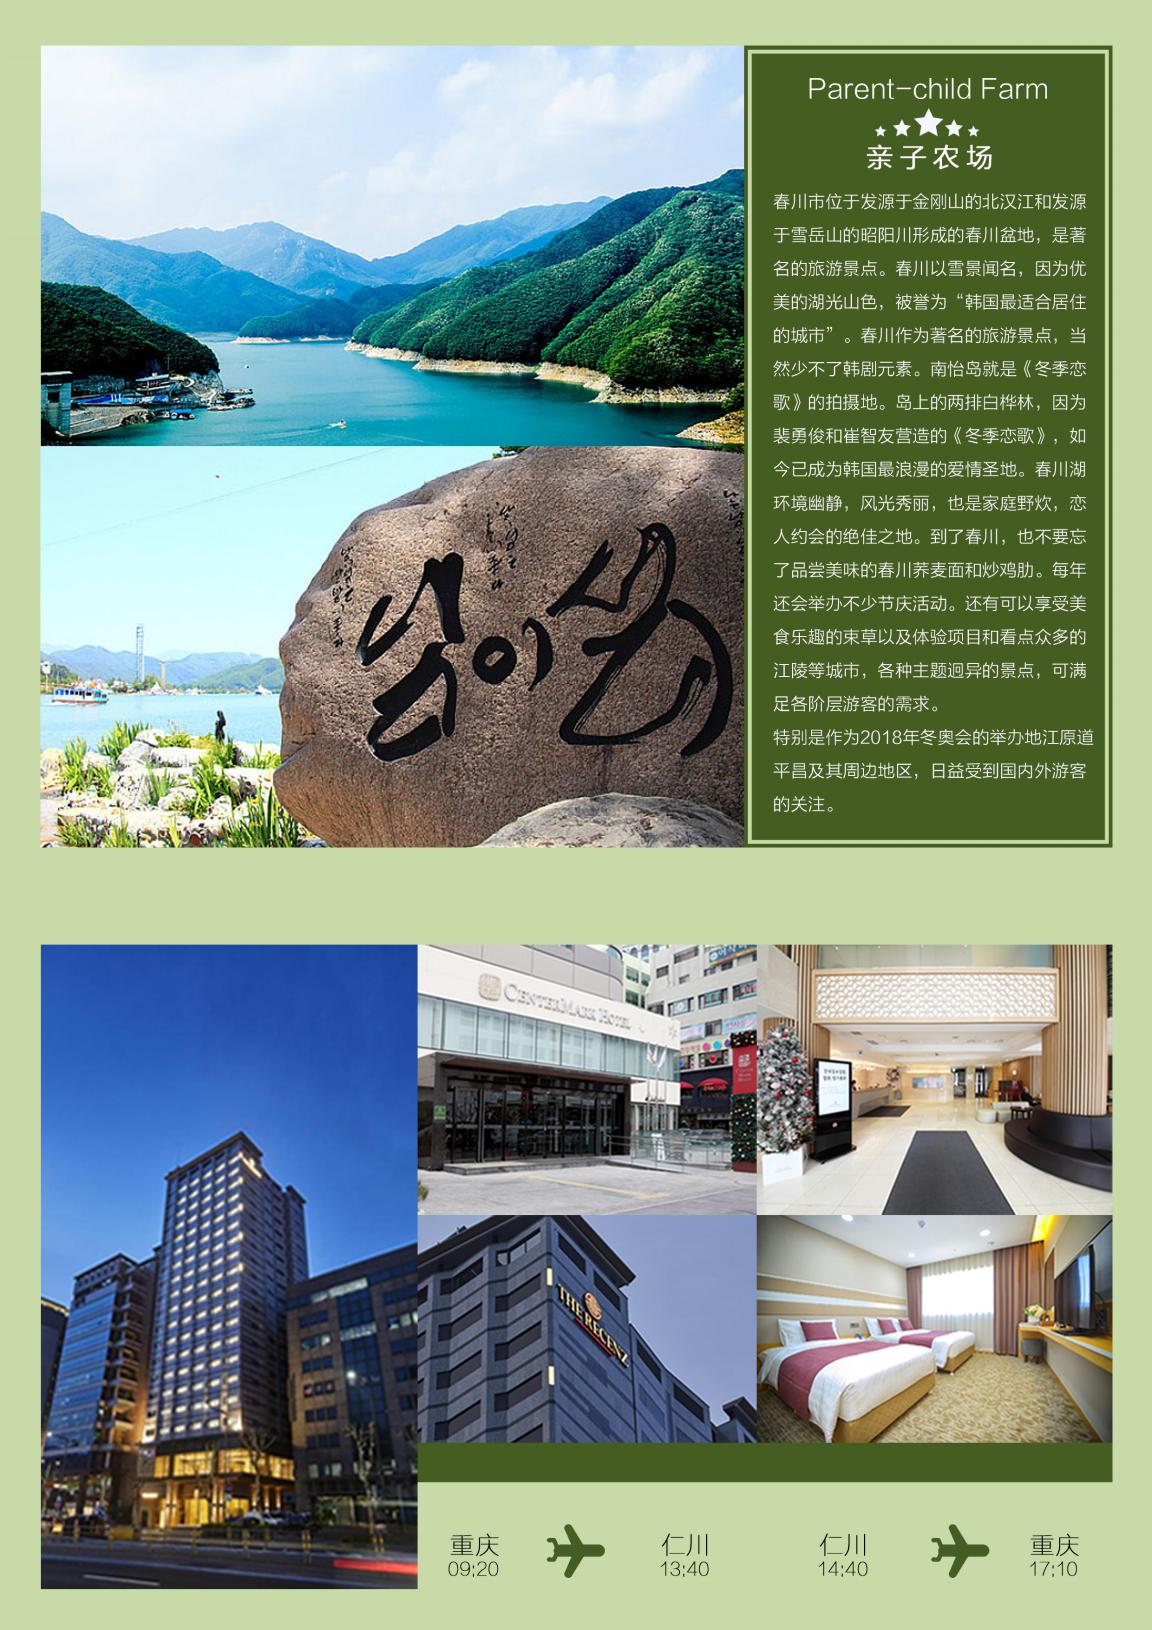 Parent-child Farm
亲子农场
春川市位于发源于金刚山的北汉江和发源
于雪岳山的昭阳川形成的春川盆地，是著
名的旅游景点。春川以雪景闻名，因为优
美的湖光山色，被誉为“韩国最适合居住
的城市”。春川作为著名的旅游景点，当
然少不了韩剧元素。南怡岛就是《冬季恋
歌》的拍摄地。岛上的两排白桦林，因为
裴勇俊和崔智友营造的《冬季恋歌》，如
今已成为韩国最浪漫的爱情圣地。春川湖
环境幽静，风光秀丽，也是家庭野炊，恋
人约会的绝佳之地。到了春川，也不要忘
了品尝美味的春川荞麦面和炒鸡肋。每年
还会举办不少节庆活动。还有可以享受美
食乐趣的束草以及体验项目和看点众多的
江陵等城市，各种主题迥异的景点，可满
足各阶层游客的需求。
特别是作为2018年冬奥会的举办地江原道
平昌及其周边地区，日益受到国内外游客
的关注。
남이섬
CENTERMARK HOTEL
THE RECENZ
重庆 仁川 仁川 重庆
09:20 13:40 14:40 17:10